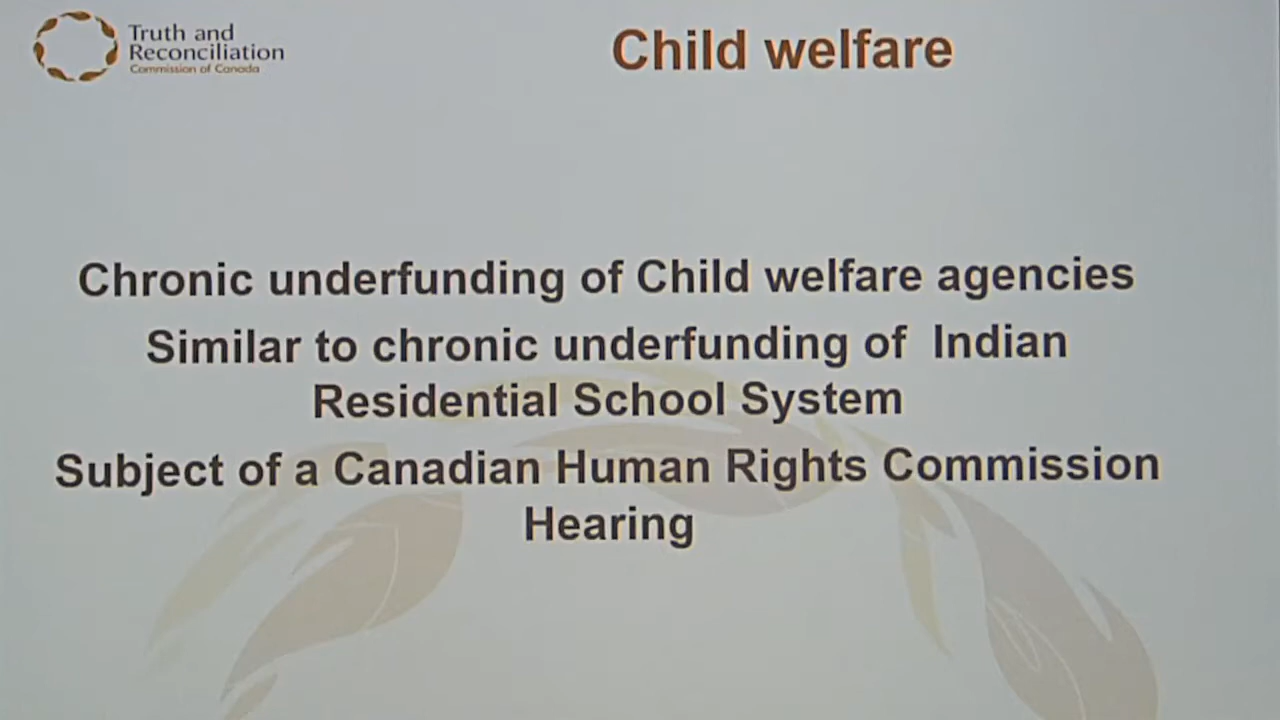 Truth and
Reconciliation
Commission of Canada
Child welfare
Chronic underfunding of Child welfare agencies
Similar to chronic underfunding of Indian
Residential School System
Subject of a Canadian Human Rights Commission
Hearing